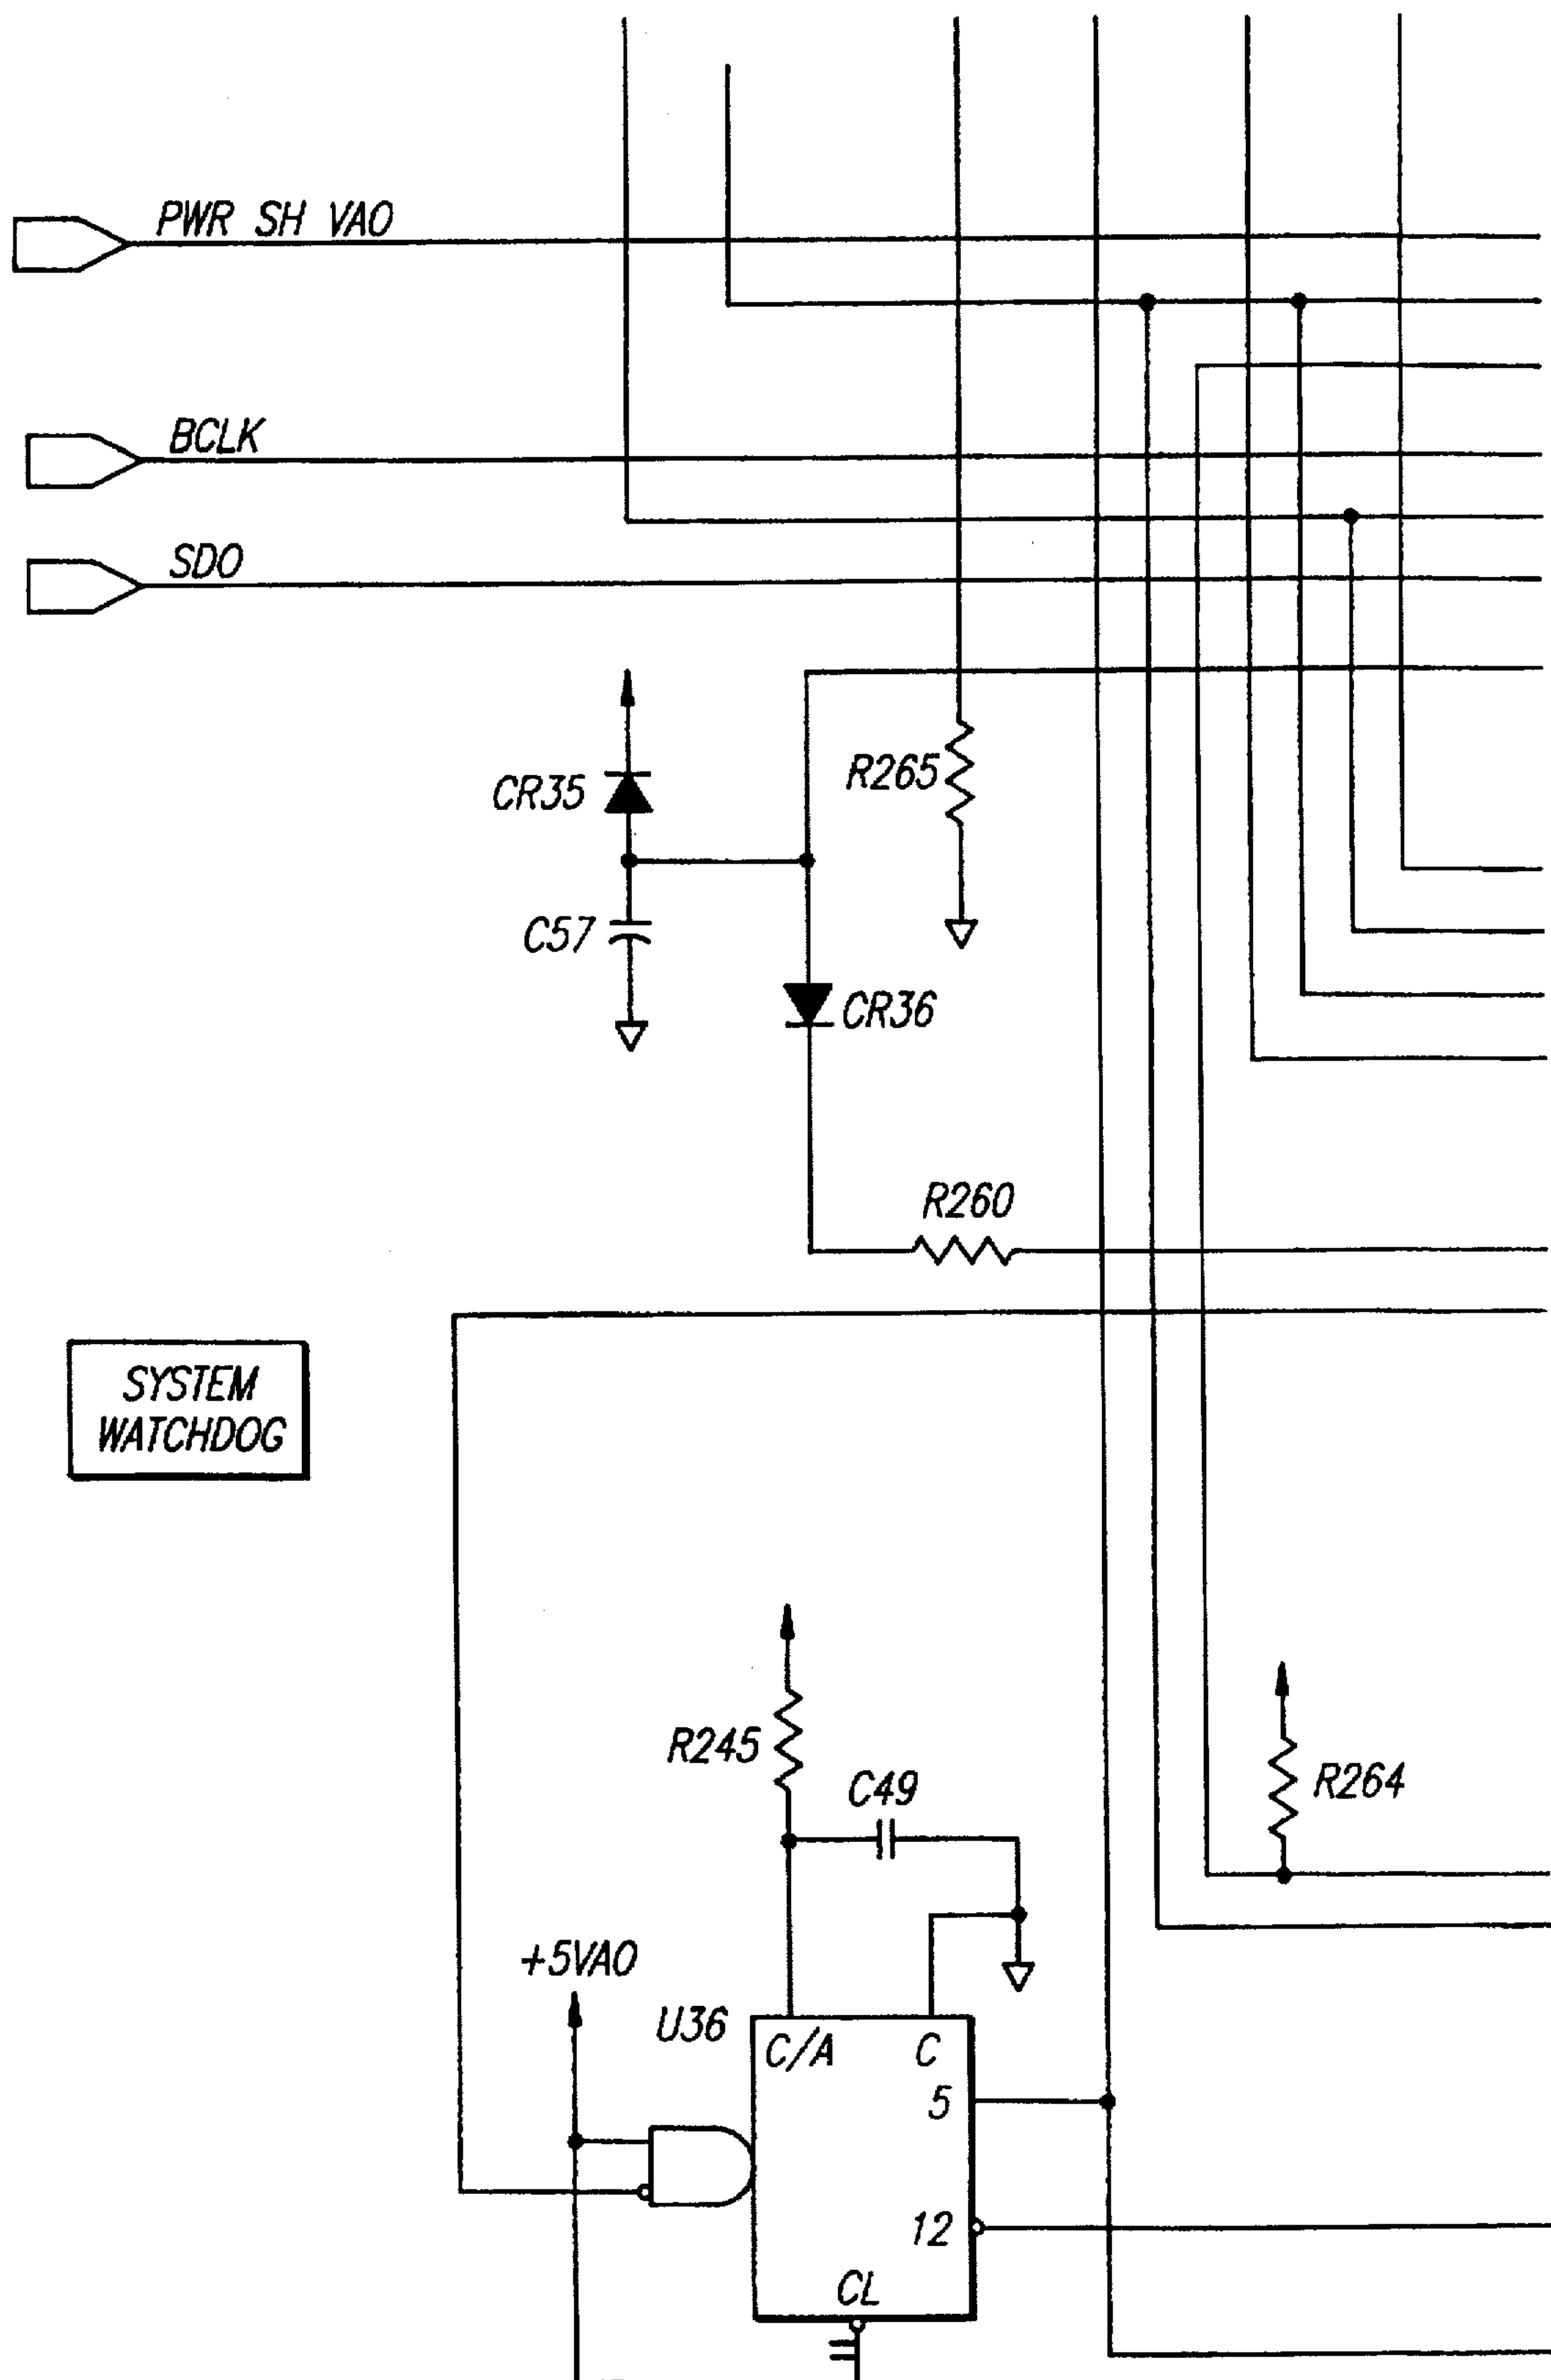 PWR SH VAO
BCLK
SDO
CR35
R265
C57
CR36
R260
SYSTEM
WATCHDOG
R245
C49
R264
+5VAO
U36
C/A C
5
12
CL